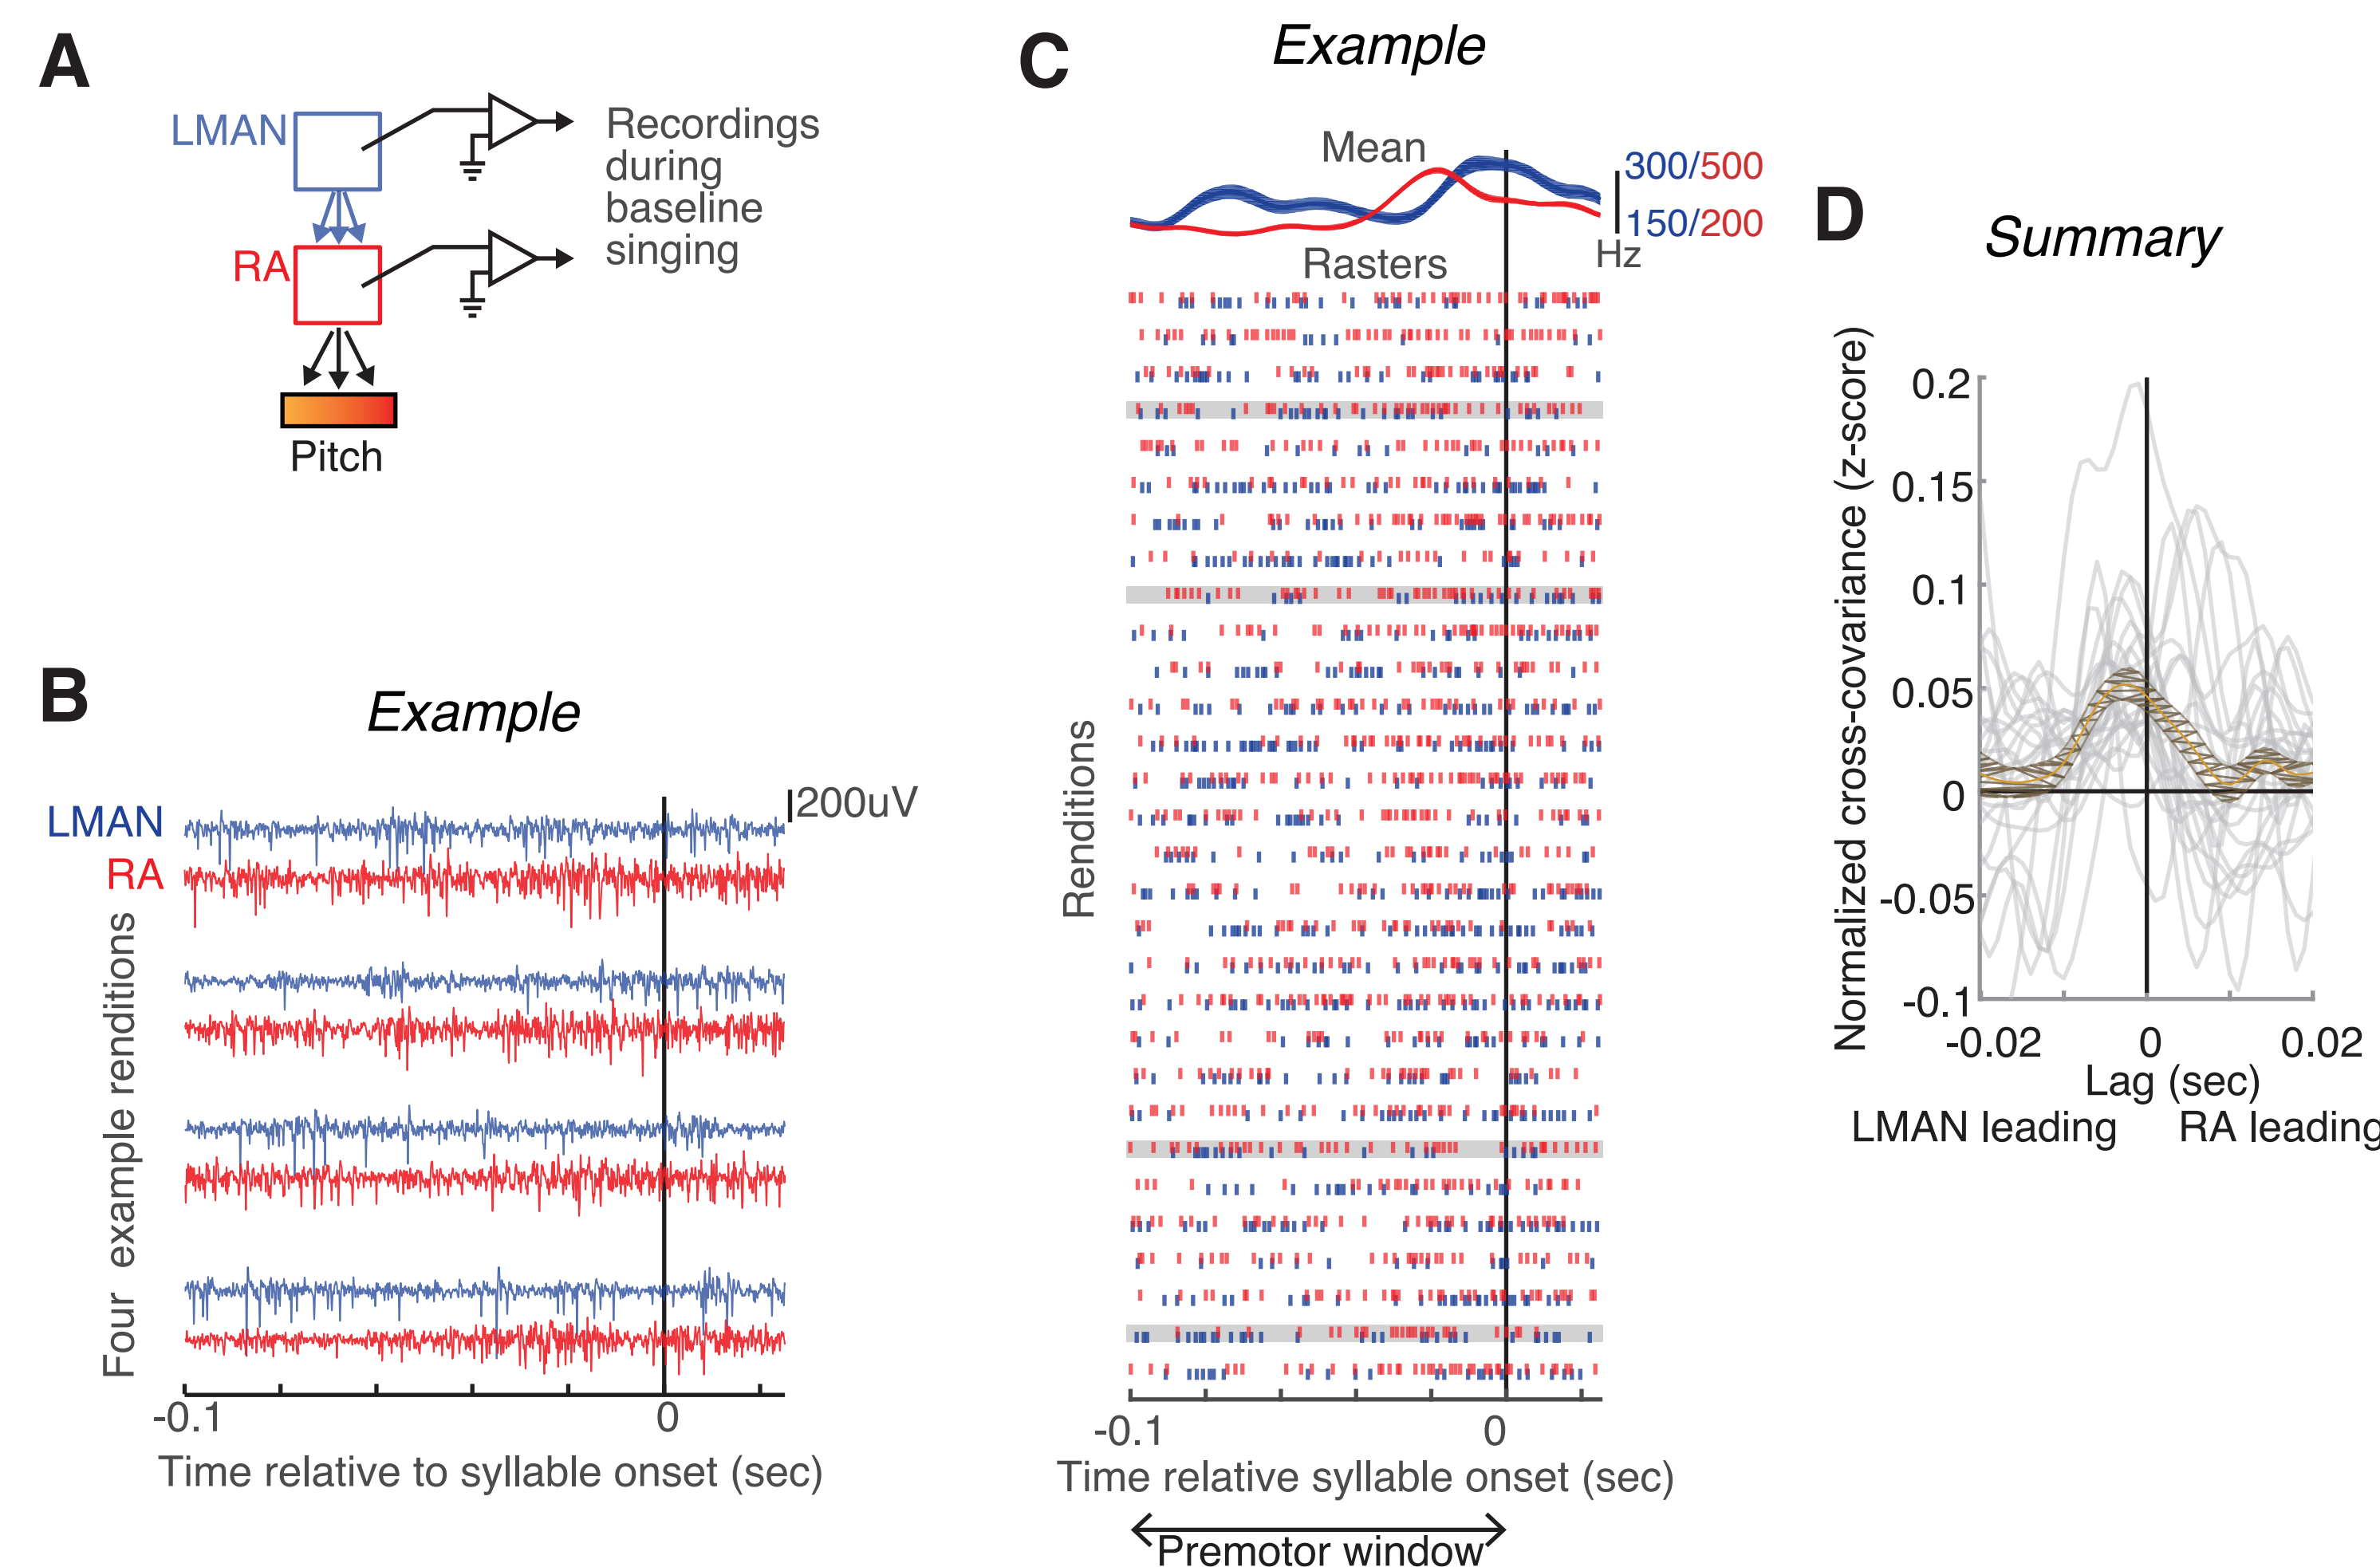 A
LMAN
RA
Pitch
Recordings
during
baseline
singing
B
Example
LMAN
RA
200uV
Four example renditions
-0.1
0
Time relative to syllable onset (sec)
C
Example
Mean
300/500
150/200
Hz
Rasters
Renditions
-0.1
0
Time relative syllable onset (sec)
Premotor window
D
Summary
Normalized cross-covariance (z-score)
0.2
0.15
0.1
0.05
0
-0.05
-0.1
-0.02
0
0.02
Lag (sec)
LMAN leading
RA leading